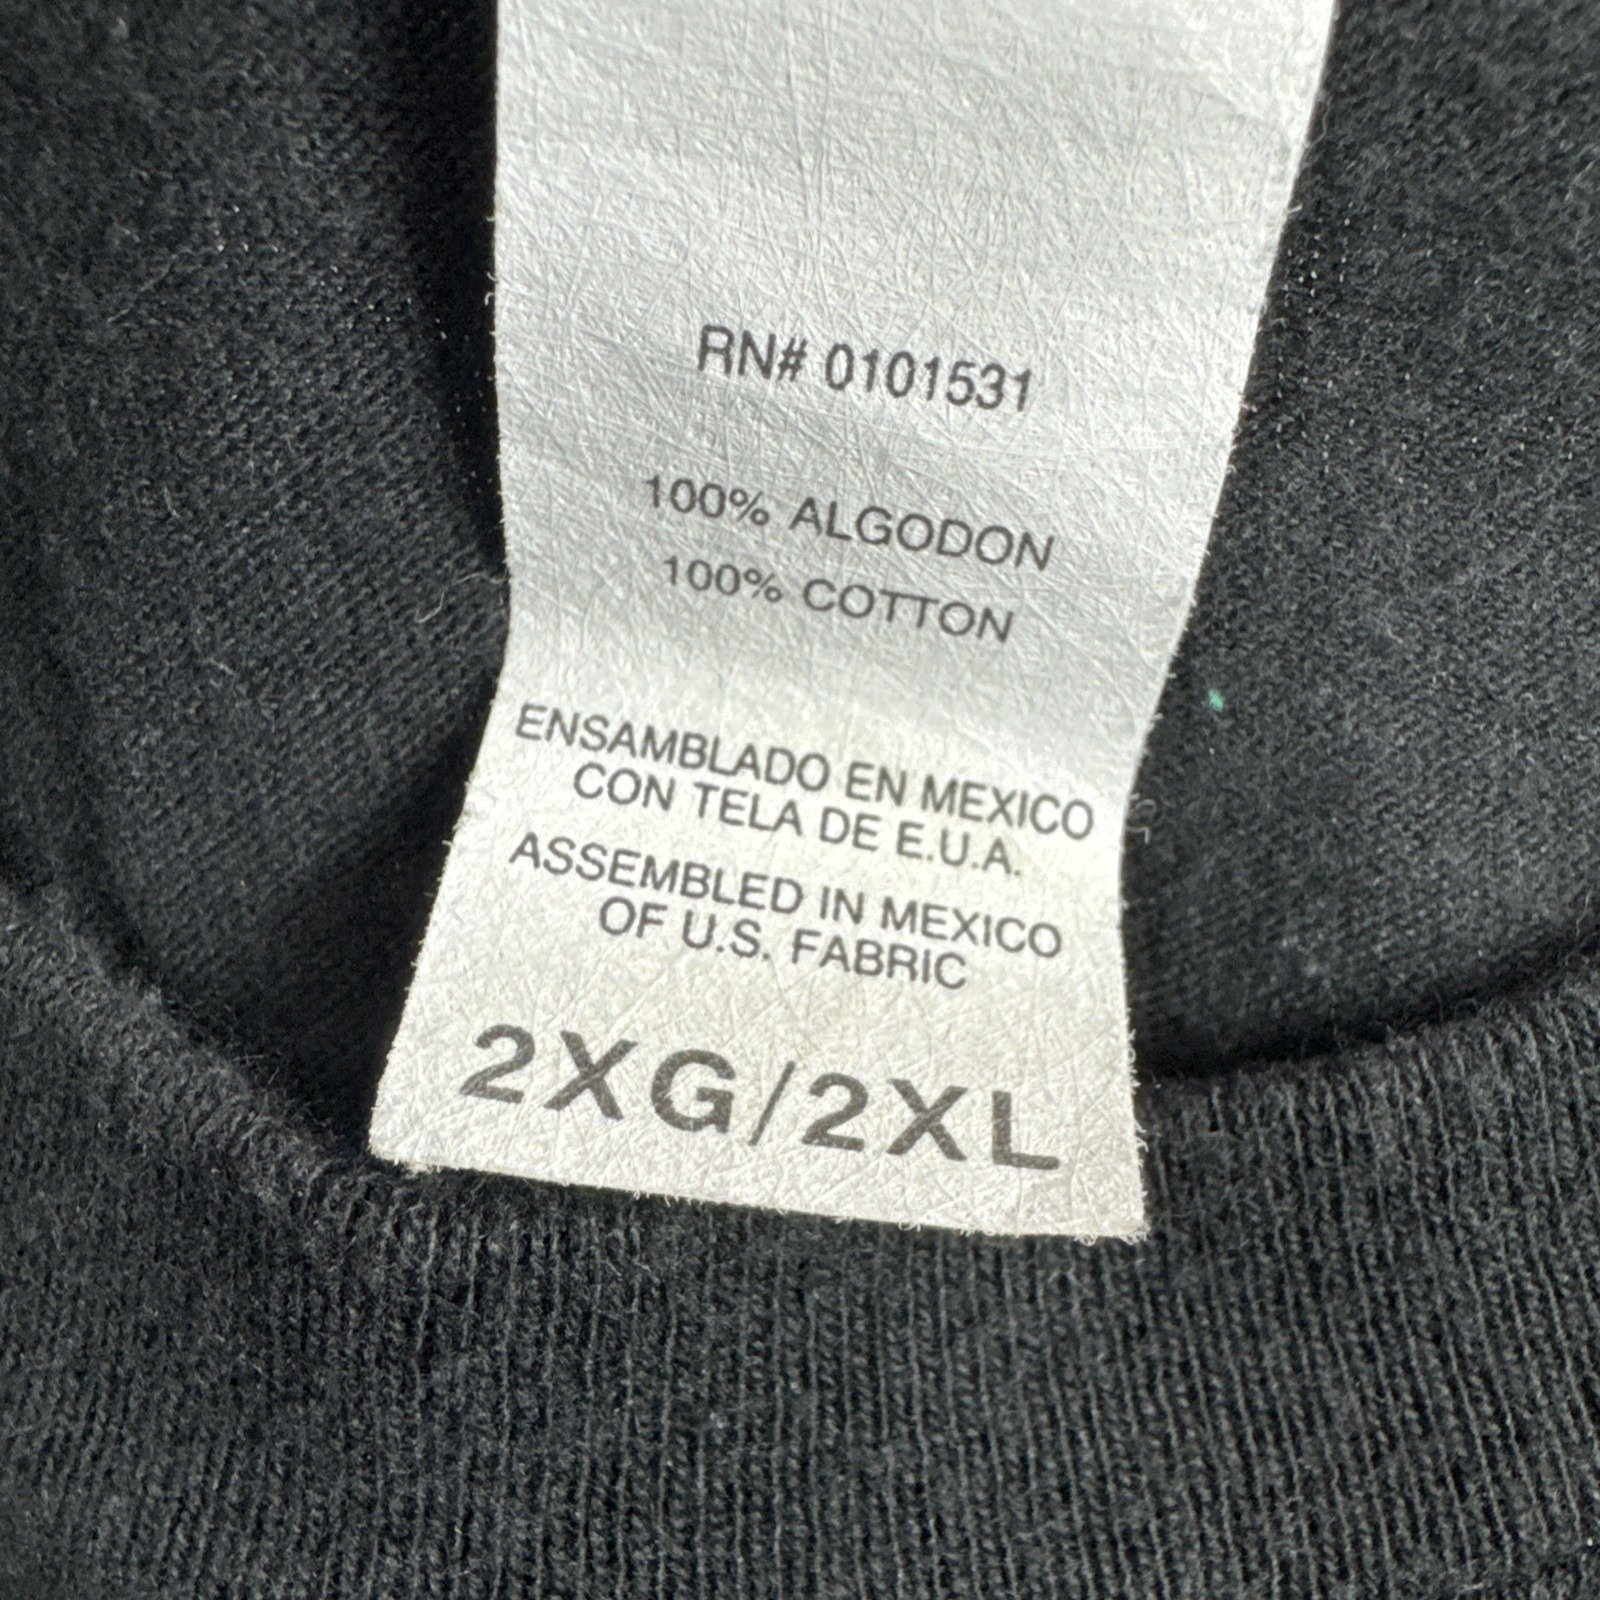 RN# 0101531
100% ALGODON
100% COTTON
ENSAMBLADO EN MEXICO
CON TELA DE E.U.A.
ASSEMBLED IN MEXICO
OF U.S. FABRIC
2XG/2XL